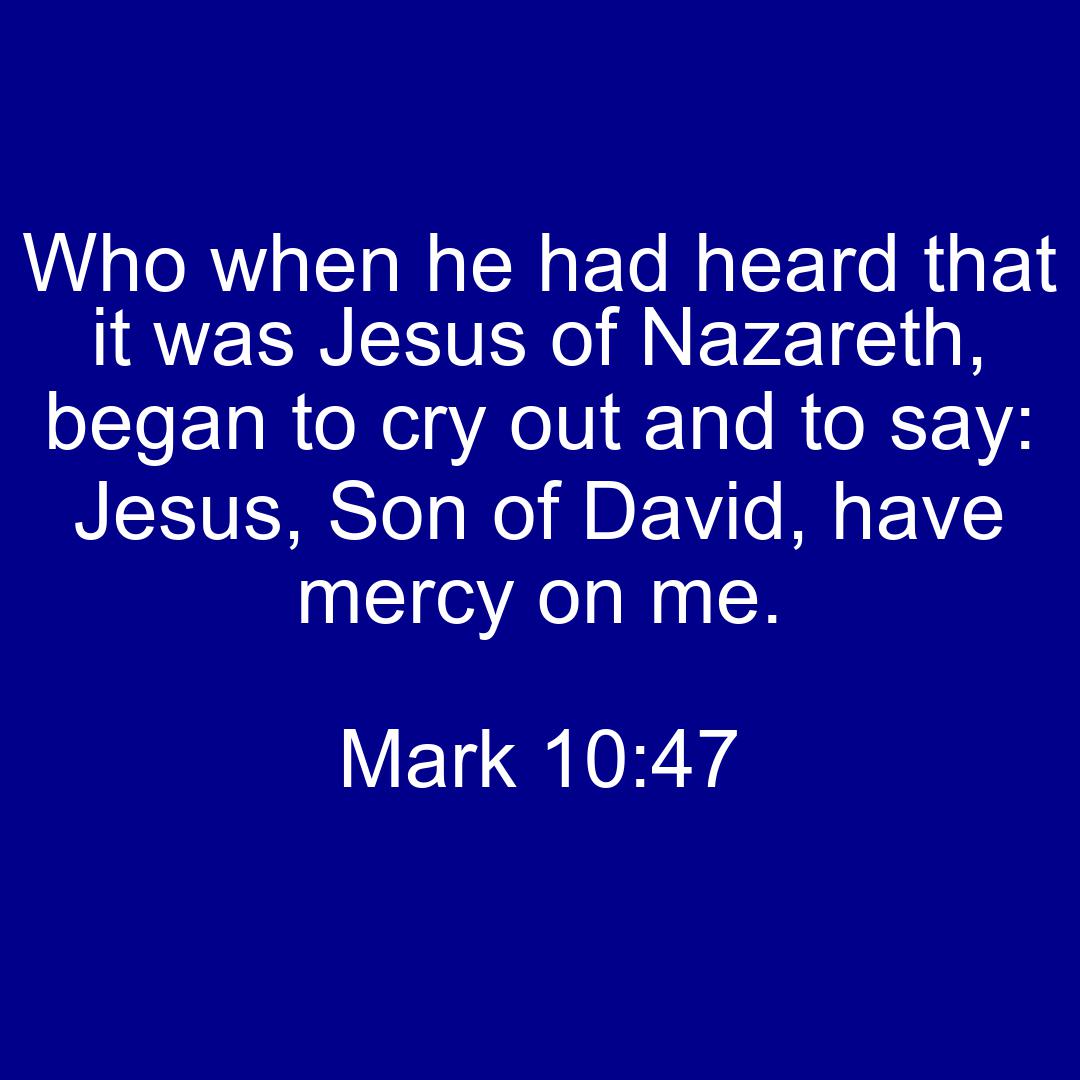 Who when he had heard that
it was Jesus of Nazareth,
began to cry out and to say:
Jesus, Son of David, have
mercy on me.
Mark 10:47